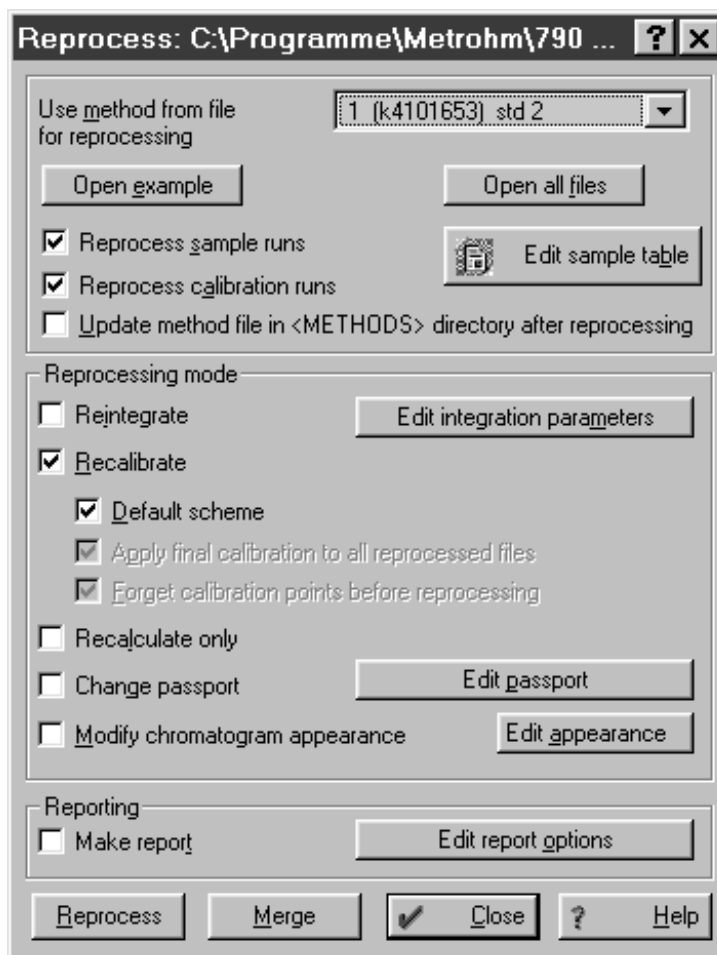 Reprocess: C:\Programme\Metrohm\790 ... ?
Use method from file
for reprocessing
1 (k4101653) std 2
Open example
Open all files
Reprocess sample runs
Edit sample table
Reprocess calibration runs
Update method file in <METHODS> directory after reprocessing
Reprocessing mode
Reintegrate
Edit integration parameters
Recalibrate
Default scheme
Apply final calibration to all reprocessed files
Forget calibration points before reprocessing
Recalculate only
Change passport
Edit passport
Modify chromatogram appearance
Edit appearance
Reporting
Make report
Edit report options
Reprocess
Merge
Close
? Help